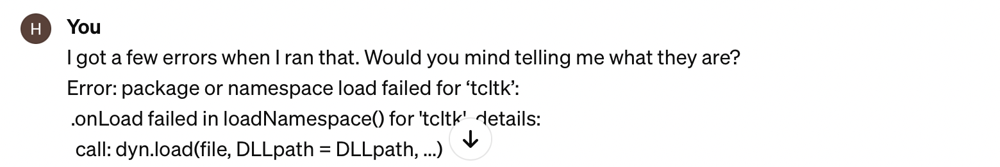 H
You
I got a few errors when I ran that. Would you mind telling me what they are?
Error: package or namespace load failed for ‘tcltk’:
.onLoad failed in loadNamespace() for 'tcltk', details:
call: dyn.load(file, DLLpath = DLLpath, ...)